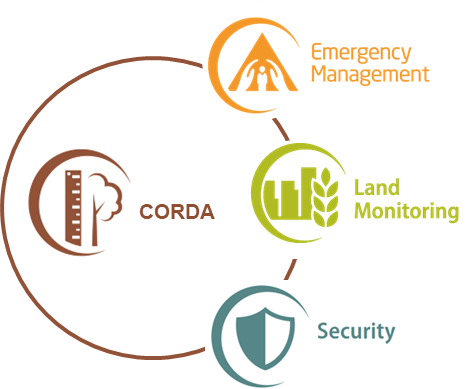 Emergency
Management
CORDA
Land
Monitoring
Security